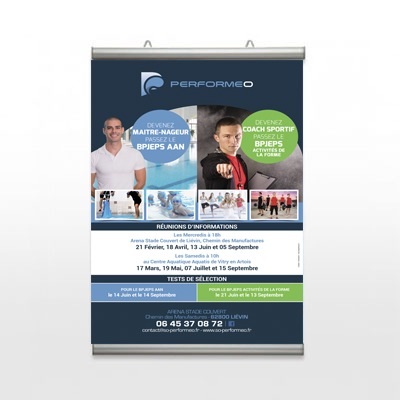 PERFORMEO
DEVENEZ
MAITRE-NAGEUR
PASSEZ LE
BPJEPS AAN
DEVENEZ
COACH SPORTIF
PASSEZ LE
BPJEPS
ACTIVITÉS DE
LA FORME
RÉUNIONS D'INFORMATIONS
Les Mercredis à 18h
Arena Stade Couvert de Liévin, Chemin des Manufactures
21 Février, 18 Avril, 13 Juin et 05 Septembre
Les Samedis à 10h
au Centre Aquatique Aquatis de Vitry en Artois
17 Mars, 19 Mai, 07 Juillet et 15 Septembre
TESTS DE SÉLECTION
POUR LE BPJEPS AAN
le 14 Juin et le 14 Septembre
POUR LE BPJEPS ACTIVITÉS DE LA FORME
le 21 Juin et le 13 Septembre
ARENA STADE COUVERT
Chemin des Manufactures - 62800 LIÉVIN
06 45 37 08 72
contact@so-performeo.fr - www.so-performeo.fr